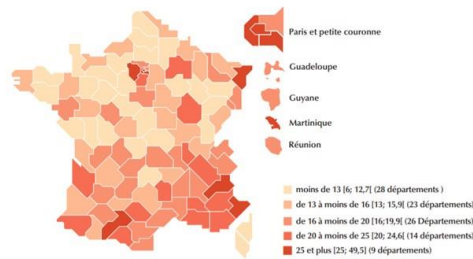 Paris et petite couronne
Guadeloupe
Guyane
Martinique
Réunion
moins de 13 [6; 12,7[ (28 départements )
de 13 à moins de 16 [13; 15,9[ (23 départements)
de 16 à moins de 20 [16;19,9[ (26 Départements)
de 20 à moins de 25 [20; 24,6[ (14 départements)
25 et plus [25; 49,5] (9 départements)